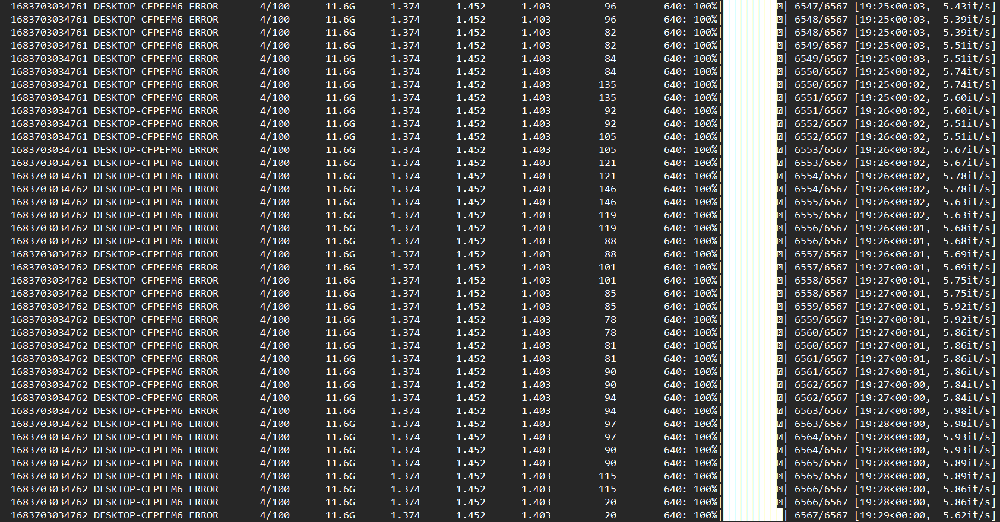 1683703034761 DESKTOP-CFPEFM6 ERROR 4/100 11.6G 1.374 1.452 1.403 96 640: 100%|██████████| 6547/6567 [19:25<00:03, 5.43it/s]
1683703034761 DESKTOP-CFPEFM6 ERROR 4/100 11.6G 1.374 1.452 1.403 96 640: 100%|██████████| 6548/6567 [19:25<00:03, 5.39it/s]
1683703034761 DESKTOP-CFPEFM6 ERROR 4/100 11.6G 1.374 1.452 1.403 82 640: 100%|██████████| 6548/6567 [19:25<00:03, 5.39it/s]
1683703034761 DESKTOP-CFPEFM6 ERROR 4/100 11.6G 1.374 1.452 1.403 82 640: 100%|██████████| 6549/6567 [19:25<00:03, 5.51it/s]
1683703034761 DESKTOP-CFPEFM6 ERROR 4/100 11.6G 1.374 1.452 1.403 84 640: 100%|██████████| 6549/6567 [19:25<00:03, 5.51it/s]
1683703034761 DESKTOP-CFPEFM6 ERROR 4/100 11.6G 1.374 1.452 1.403 84 640: 100%|██████████| 6550/6567 [19:25<00:02, 5.74it/s]
1683703034761 DESKTOP-CFPEFM6 ERROR 4/100 11.6G 1.374 1.452 1.403 135 640: 100%|██████████| 6550/6567 [19:25<00:02, 5.74it/s]
1683703034761 DESKTOP-CFPEFM6 ERROR 4/100 11.6G 1.374 1.452 1.403 135 640: 100%|██████████| 6551/6567 [19:25<00:02, 5.60it/s]
1683703034761 DESKTOP-CFPEFM6 ERROR 4/100 11.6G 1.374 1.452 1.403 92 640: 100%|██████████| 6551/6567 [19:26<00:02, 5.60it/s]
1683703034761 DESKTOP-CFPEFM6 ERROR 4/100 11.6G 1.374 1.452 1.403 92 640: 100%|██████████| 6552/6567 [19:26<00:02, 5.51it/s]
1683703034761 DESKTOP-CFPEFM6 ERROR 4/100 11.6G 1.374 1.452 1.403 105 640: 100%|██████████| 6552/6567 [19:26<00:02, 5.51it/s]
1683703034761 DESKTOP-CFPEFM6 ERROR 4/100 11.6G 1.374 1.452 1.403 105 640: 100%|██████████| 6553/6567 [19:26<00:02, 5.67it/s]
1683703034761 DESKTOP-CFPEFM6 ERROR 4/100 11.6G 1.374 1.452 1.403 121 640: 100%|██████████| 6553/6567 [19:26<00:02, 5.67it/s]
1683703034761 DESKTOP-CFPEFM6 ERROR 4/100 11.6G 1.374 1.452 1.403 121 640: 100%|██████████| 6554/6567 [19:26<00:02, 5.78it/s]
1683703034762 DESKTOP-CFPEFM6 ERROR 4/100 11.6G 1.374 1.452 1.403 146 640: 100%|██████████| 6554/6567 [19:26<00:02, 5.78it/s]
1683703034762 DESKTOP-CFPEFM6 ERROR 4/100 11.6G 1.374 1.452 1.403 146 640: 100%|██████████| 6555/6567 [19:26<00:02, 5.63it/s]
1683703034762 DESKTOP-CFPEFM6 ERROR 4/100 11.6G 1.374 1.452 1.403 119 640: 100%|██████████| 6555/6567 [19:26<00:02, 5.63it/s]
1683703034762 DESKTOP-CFPEFM6 ERROR 4/100 11.6G 1.374 1.452 1.403 119 640: 100%|██████████| 6556/6567 [19:26<00:01, 5.68it/s]
1683703034762 DESKTOP-CFPEFM6 ERROR 4/100 11.6G 1.374 1.452 1.403 88 640: 100%|██████████| 6556/6567 [19:26<00:01, 5.68it/s]
1683703034762 DESKTOP-CFPEFM6 ERROR 4/100 11.6G 1.374 1.452 1.403 88 640: 100%|██████████| 6557/6567 [19:26<00:01, 5.69it/s]
1683703034762 DESKTOP-CFPEFM6 ERROR 4/100 11.6G 1.374 1.452 1.403 101 640: 100%|██████████| 6557/6567 [19:27<00:01, 5.69it/s]
1683703034762 DESKTOP-CFPEFM6 ERROR 4/100 11.6G 1.374 1.452 1.403 101 640: 100%|██████████| 6558/6567 [19:27<00:01, 5.75it/s]
1683703034762 DESKTOP-CFPEFM6 ERROR 4/100 11.6G 1.374 1.452 1.403 85 640: 100%|██████████| 6558/6567 [19:27<00:01, 5.75it/s]
1683703034762 DESKTOP-CFPEFM6 ERROR 4/100 11.6G 1.374 1.452 1.403 85 640: 100%|██████████| 6559/6567 [19:27<00:01, 5.92it/s]
1683703034762 DESKTOP-CFPEFM6 ERROR 4/100 11.6G 1.374 1.452 1.403 78 640: 100%|██████████| 6559/6567 [19:27<00:01, 5.92it/s]
1683703034762 DESKTOP-CFPEFM6 ERROR 4/100 11.6G 1.374 1.452 1.403 78 640: 100%|██████████| 6560/6567 [19:27<00:01, 5.86it/s]
1683703034762 DESKTOP-CFPEFM6 ERROR 4/100 11.6G 1.374 1.452 1.403 81 640: 100%|██████████| 6560/6567 [19:27<00:01, 5.86it/s]
1683703034762 DESKTOP-CFPEFM6 ERROR 4/100 11.6G 1.374 1.452 1.403 81 640: 100%|██████████| 6561/6567 [19:27<00:01, 5.86it/s]
1683703034762 DESKTOP-CFPEFM6 ERROR 4/100 11.6G 1.374 1.452 1.403 90 640: 100%|██████████| 6561/6567 [19:27<00:01, 5.86it/s]
1683703034762 DESKTOP-CFPEFM6 ERROR 4/100 11.6G 1.374 1.452 1.403 90 640: 100%|██████████| 6562/6567 [19:27<00:00, 5.84it/s]
1683703034762 DESKTOP-CFPEFM6 ERROR 4/100 11.6G 1.374 1.452 1.403 94 640: 100%|██████████| 6562/6567 [19:27<00:00, 5.84it/s]
1683703034762 DESKTOP-CFPEFM6 ERROR 4/100 11.6G 1.374 1.452 1.403 94 640: 100%|██████████| 6563/6567 [19:27<00:00, 5.98it/s]
1683703034762 DESKTOP-CFPEFM6 ERROR 4/100 11.6G 1.374 1.452 1.403 97 640: 100%|██████████| 6563/6567 [19:28<00:00, 5.98it/s]
1683703034762 DESKTOP-CFPEFM6 ERROR 4/100 11.6G 1.374 1.452 1.403 97 640: 100%|██████████| 6564/6567 [19:28<00:00, 5.93it/s]
1683703034762 DESKTOP-CFPEFM6 ERROR 4/100 11.6G 1.374 1.452 1.403 90 640: 100%|██████████| 6564/6567 [19:28<00:00, 5.93it/s]
1683703034762 DESKTOP-CFPEFM6 ERROR 4/100 11.6G 1.374 1.452 1.403 90 640: 100%|██████████| 6565/6567 [19:28<00:00, 5.89it/s]
1683703034762 DESKTOP-CFPEFM6 ERROR 4/100 11.6G 1.374 1.452 1.403 115 640: 100%|██████████| 6565/6567 [19:28<00:00, 5.89it/s]
1683703034762 DESKTOP-CFPEFM6 ERROR 4/100 11.6G 1.374 1.452 1.403 115 640: 100%|██████████| 6566/6567 [19:28<00:00, 5.86it/s]
1683703034762 DESKTOP-CFPEFM6 ERROR 4/100 11.6G 1.374 1.452 1.403 20 640: 100%|██████████| 6566/6567 [19:28<00:00, 5.86it/s]
1683703034762 DESKTOP-CFPEFM6 ERROR 4/100 11.6G 1.374 1.452 1.403 20 640: 100%|██████████| 6567/6567 [19:29<00:00, 5.62it/s]